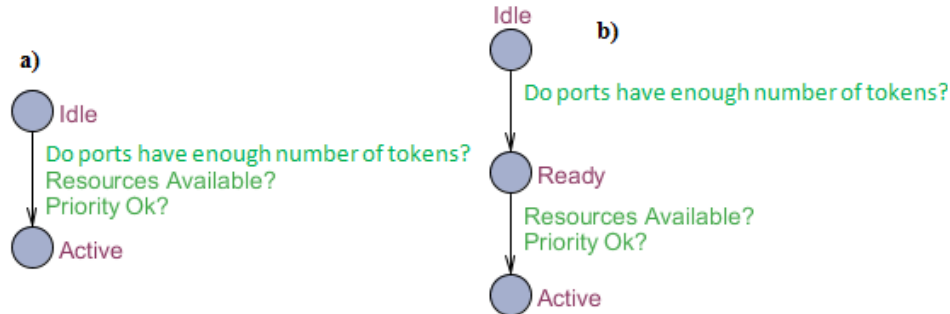 a)
Idle
Do ports have enough number of tokens?
Resources Available?
Priority Ok?
Active
b)
Idle
Do ports have enough number of tokens?
Ready
Resources Available?
Priority Ok?
Active